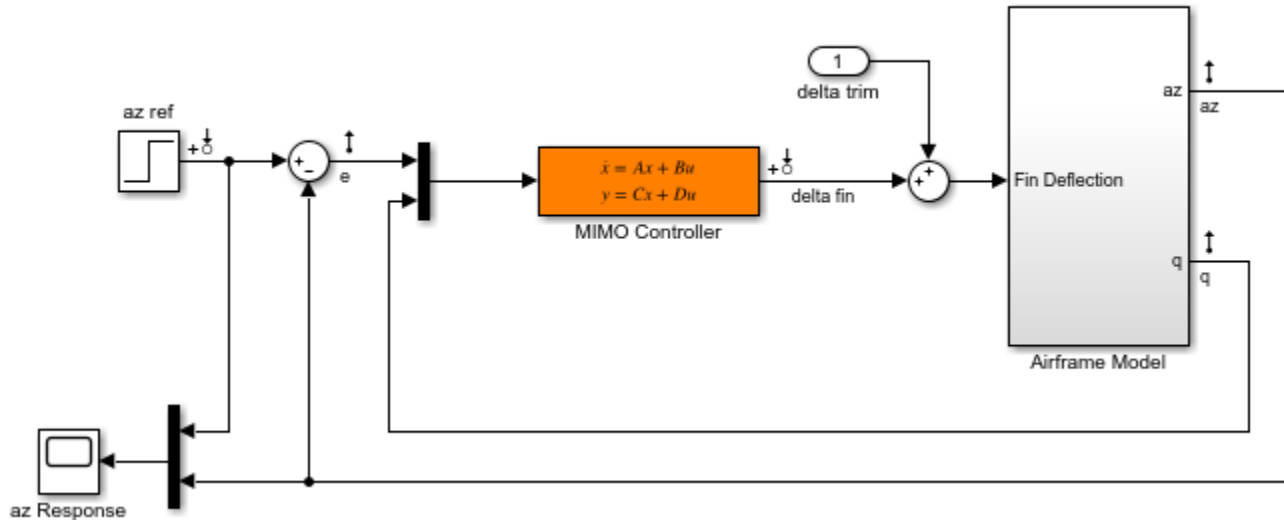 1
delta trim
az ref
az
az
+
+
-
e
ẋ = Ax + Bu
y = Cx + Du
+
delta fin
+
+
Fin Deflection
MIMO Controller
q
q
Airframe Model
az Response